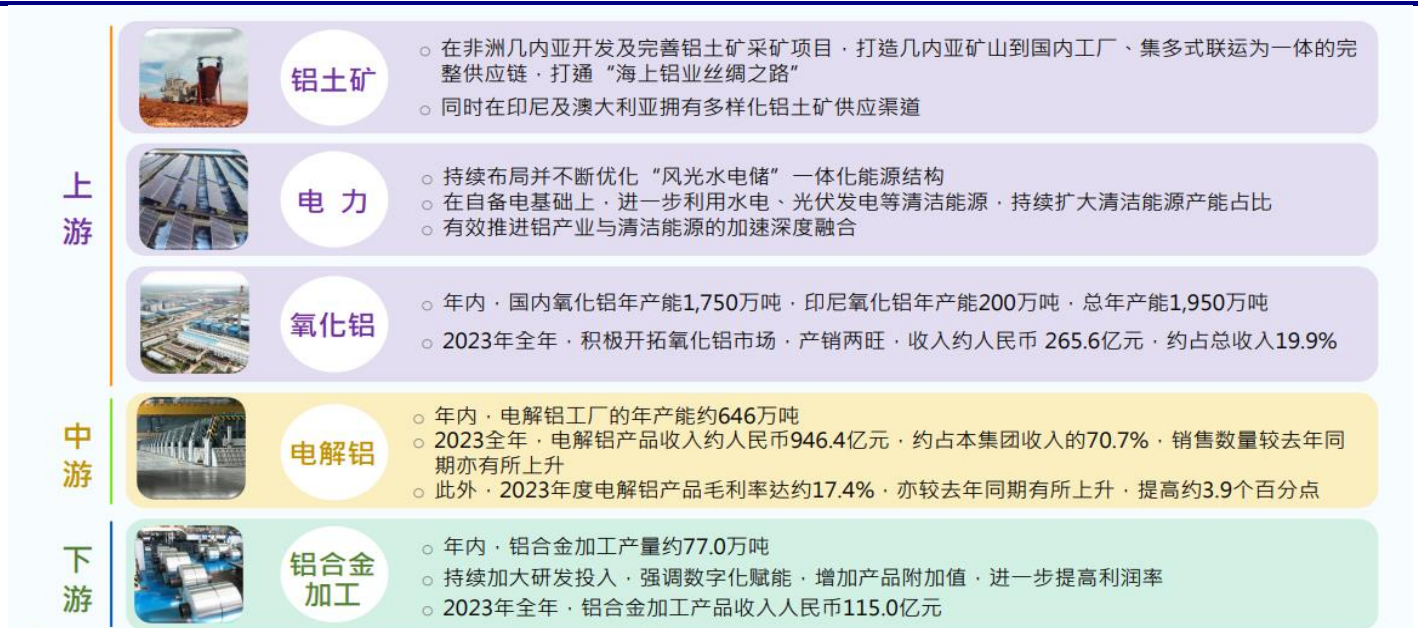 上
游
铝土矿
○ 在非洲几内亚开发及完善铝土矿采矿项目，打造几内亚矿山到国内工厂、集多式联运为一体的完
整供应链，打通“海上铝业丝绸之路”
○ 同时在印尼及澳大利亚拥有多样化铝土矿供应渠道
电 力
○ 持续布局并不断优化“风光水电储”一体化能源结构
○ 在自备电基础上，进一步利用水电、光伏发电等清洁能源，持续扩大清洁能源产能占比
○ 有效推进铝产业与清洁能源的加速深度融合
氧化铝
○ 年内，国内氧化铝年产能1,750万吨，印尼氧化铝年产能200万吨，总年产能1,950万吨
○ 2023年全年，积极开拓氧化铝市场，产销两旺，收入约人民币 265.6亿元，约占总收入19.9%
中
游
电解铝
○ 年内，电解铝工厂的年产能约646万吨
○ 2023全年，电解铝产品收入约人民币946.4亿元，约占本集团收入的70.7%，销售数量较去年同
期亦有所上升
○ 此外，2023年度电解铝产品毛利率达约17.4%，亦较去年同期有所上升，提高约3.9个百分点
下
游
铝合金
加工
○ 年内，铝合金加工产量约77.0万吨
○ 持续加大研发投入，强调数字化赋能，增加产品附加值，进一步提高利润率
○ 2023年全年，铝合金加工产品收入人民币115.0亿元